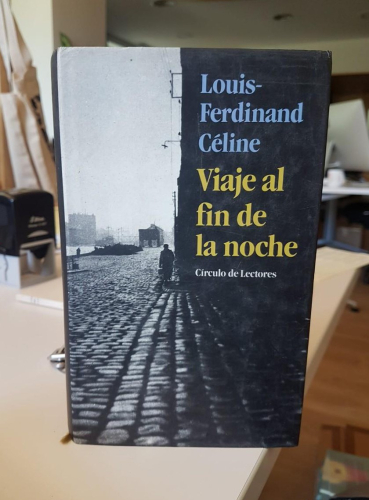 Louis-
Ferdinand
Céline
Viaje al
fin de
la noche
Círculo de Lectores